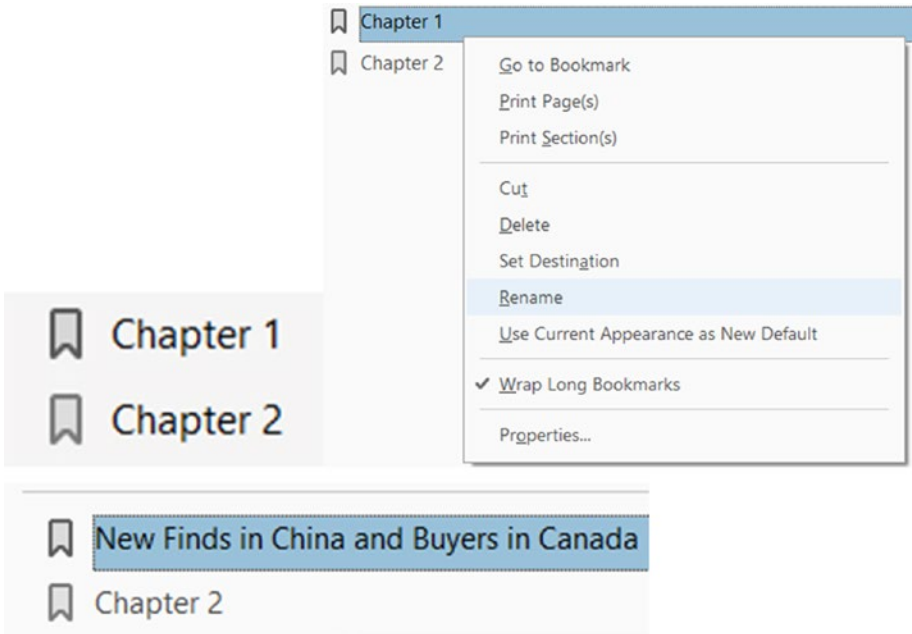 Chapter 1
Chapter 2
Go to Bookmark
Print Page(s)
Print Section(s)
Cut
Delete
Set Destination
Rename
Use Current Appearance as New Default
Wrap Long Bookmarks
Properties...
Chapter 1
Chapter 2
New Finds in China and Buyers in Canada
Chapter 2